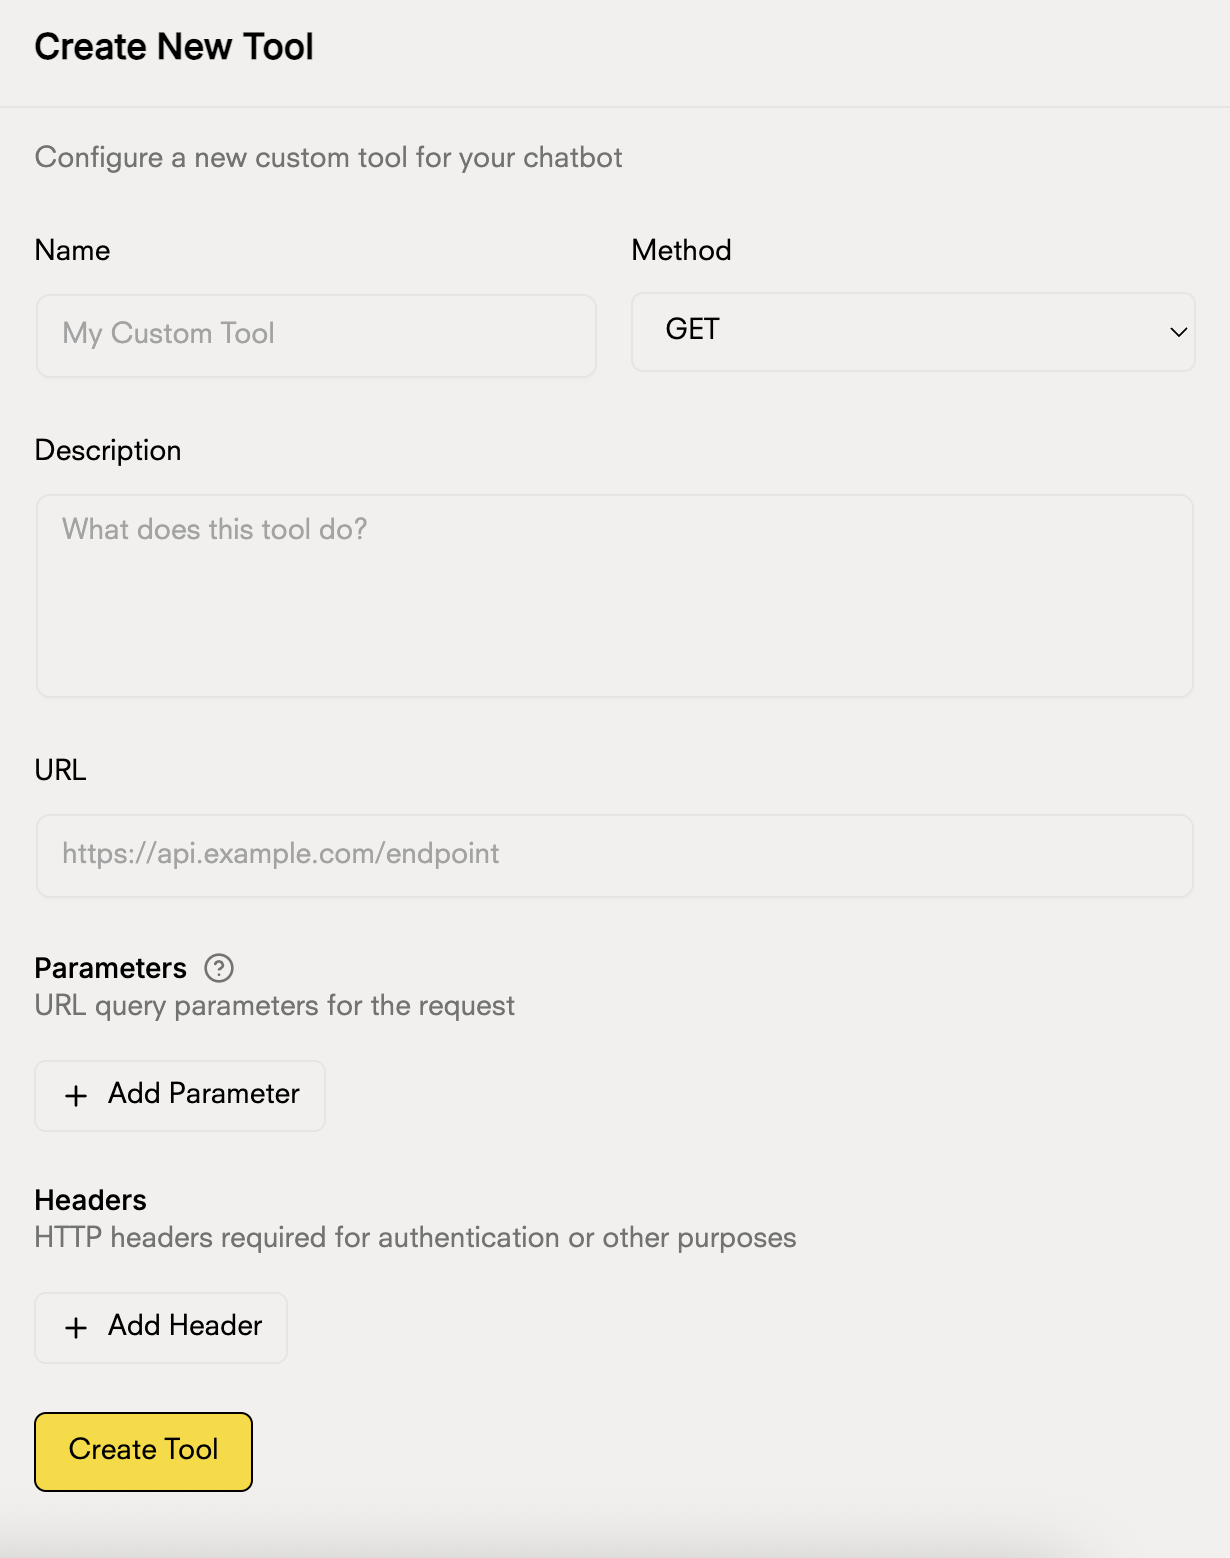 Create New Tool
Configure a new custom tool for your chatbot
Name
Method
My Custom Tool
GET
Description
What does this tool do?
URL
https://api.example.com/endpoint
Parameters ?
URL query parameters for the request
+ Add Parameter
Headers
HTTP headers required for authentication or other purposes
+ Add Header
Create Tool